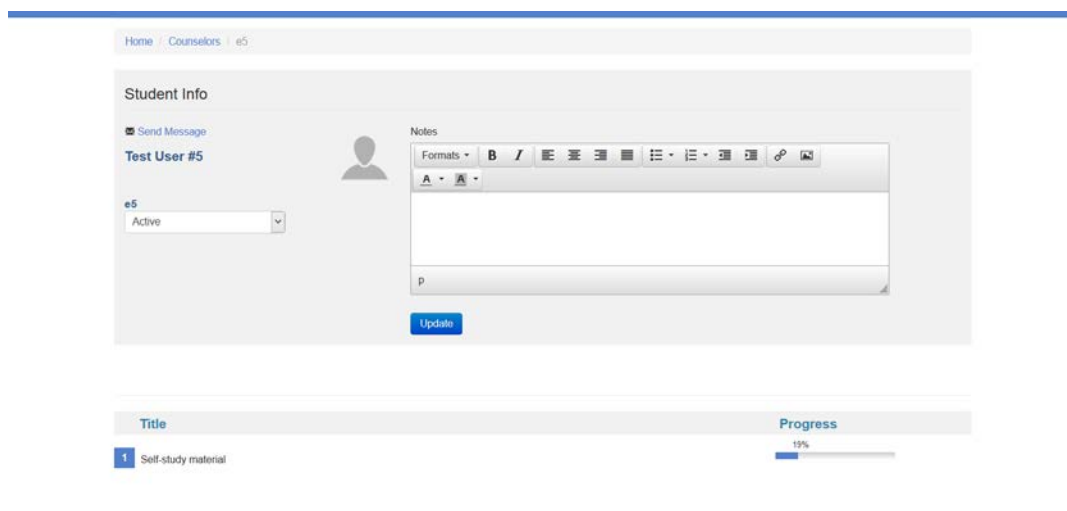 Home / Counselors / e5
Student Info
Send Message
Test User #5
e5
Active
Notes
Formats
B I
A A
p
Update
Title Progress
19%
1 Self-study material